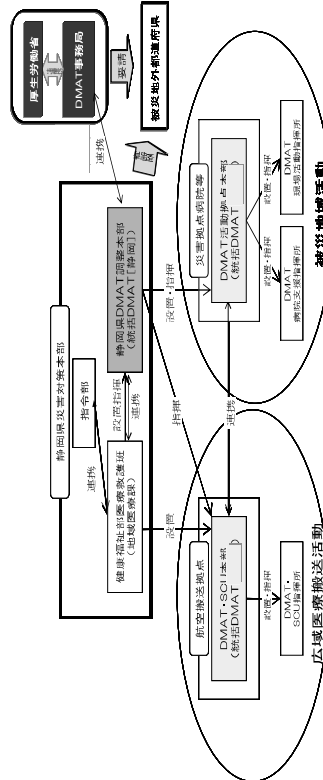 静岡県災害対策本部
指令部
連携
健康福祉部医療救護班
(地域医療課)
設置指揮
連携
静岡県DMAT調整本部
(統括DMAT[静岡])
連携
厚生労働省
DMAT事務局
要請
被災地外都道府県
設置
指揮
設置・指揮
航空搬送拠点
DMAT・SCU本部
(統括DMAT )
設置・指揮
DMAT・
SCU指揮所
広域医療搬送活動
連携
災害拠点病院等
DMAT活動拠点本部
(統括DMAT )
設置・指揮
設置・指揮
DMAT
病院支援指揮所
DMAT
現場活動指揮所
被災地域活動